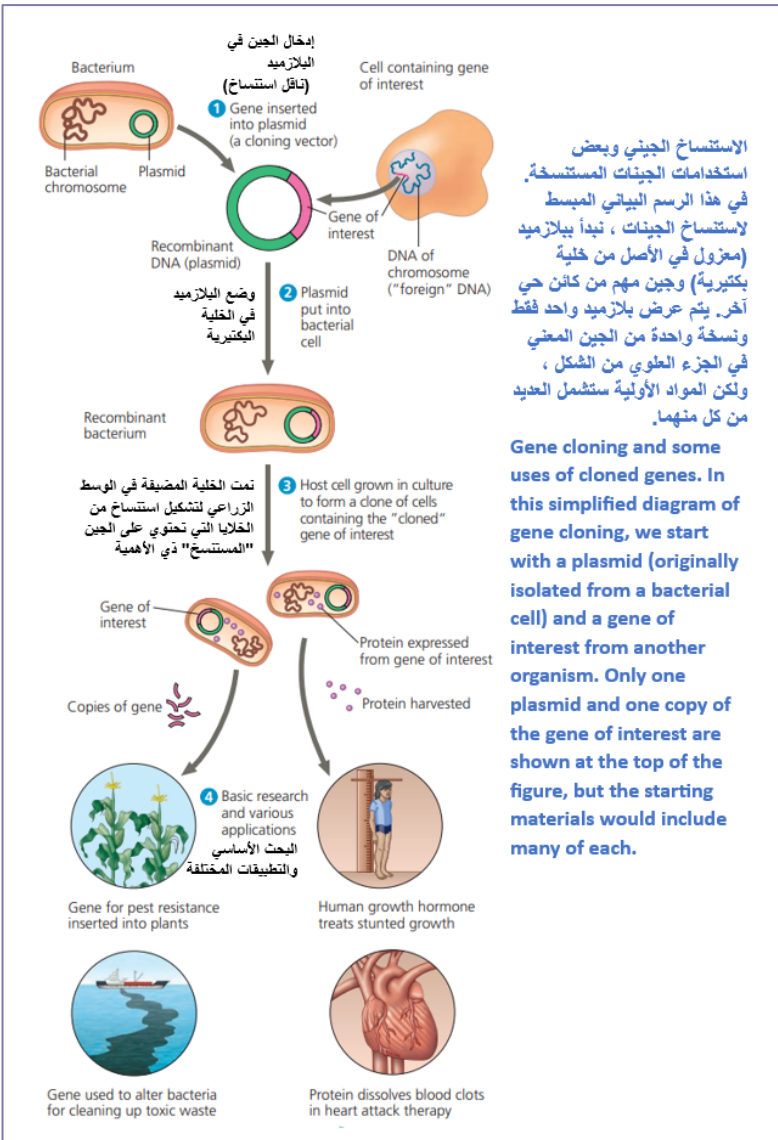 إدخال الجين في
البلازميد
(ناقل استنساخ)
Bacterium
Cell containing gene
of interest
1 Gene inserted
into plasmid
(a cloning vector)
Bacterial
chromosome
Plasmid
Gene of
interest
Recombinant
DNA (plasmid)
DNA of
chromosome
("foreign" DNA)
وضع البلازميد
في الخلية
البكتيرية
2 Plasmid
put into
bacterial
cell
Recombinant
bacterium
نمت الخلية المضيفة في الوسط
الزراعي لتشكيل استنساخ من
الخلايا التي تحتوي على الجين
"المستنسخ" ذي الأهمية
3 Host cell grown in culture
to form a clone of cells
containing the "cloned"
gene of interest
Gene of
interest
Protein expressed
from gene of interest
Copies of gene
Protein harvested
4 Basic research
and various
applications
البحث الأساسي
والتطبيقات المختلفة
Gene for pest resistance
inserted into plants
Human growth hormone
treats stunted growth
Gene used to alter bacteria
for cleaning up toxic waste
Protein dissolves blood clots
in heart attack therapy
الاستنساخ الجيني وبعض
استخدامات الجينات المستنسخة.
في هذا الرسم البياني المبسط
لاستنساخ الجينات ، نبدأ ببلازميد
(معزول في الأصل من خلية
بكتيرية) وجين مهم من كائن حي
آخر. يتم عرض بلازميد واحد فقط
ونسخة واحدة من الجين المعني
في الجزء العلوي من الشكل ،
ولكن المواد الأولية ستشمل العديد
من كل منهما.
Gene cloning and some
uses of cloned genes. In
this simplified diagram of
gene cloning, we start
with a plasmid (originally
isolated from a bacterial
cell) and a gene of
interest from another
organism. Only one
plasmid and one copy of
the gene of interest are
shown at the top of the
figure, but the starting
materials would include
many of each.